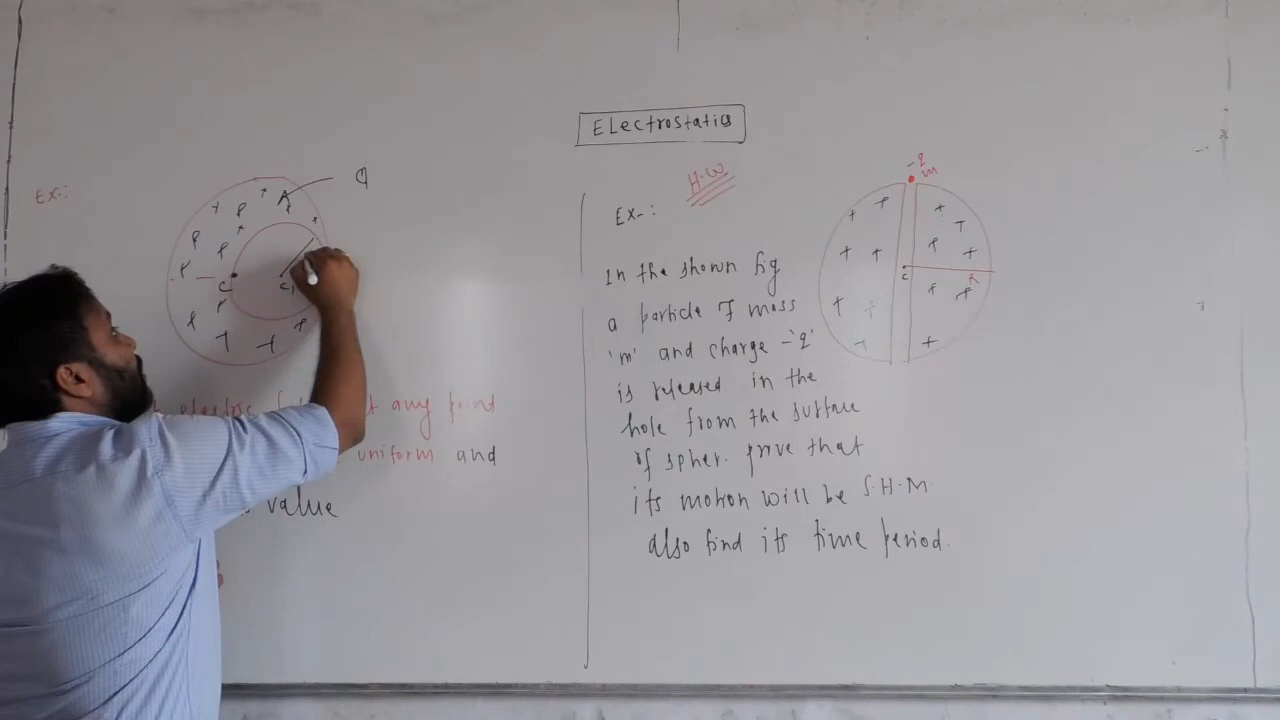 Electrostatics
Ex:
Q
ρ
ρ
ρ
C
C₁
electric
any point
uniform and
value
H.W
Ex-:
In the shown fig
a particle of mass
'm' and charge -'q'
is released in the
hole from the surface
of spher. prove that
its motion will be S.H.M
also find its time period.
-q
m
C
R